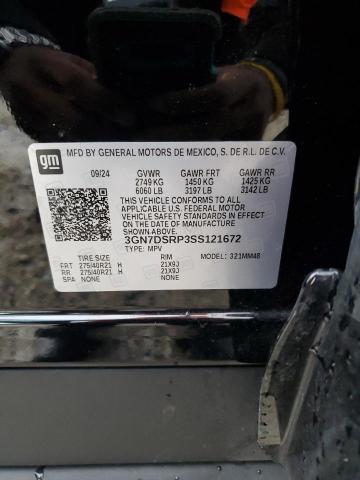 gm
MFD BY GENERAL MOTORS DE MEXICO, S. DE R.L. DE C.V.
09/24 GVWR GAWR FRT GAWR RR
2749 KG 1450 KG 1425 KG
6060 LB 3197 LB 3142 LB
THIS VEHICLE CONFORMS TO ALL
APPLICABLE U.S. FEDERAL MOTOR
VEHICLE SAFETY STANDARDS IN EFFECT
ON THE DATE OF MANUFACTURE
SHOWN ABOVE.
3GN7DSRP3SS121672
TYPE: MPV
TIRE SIZE RIM MODEL: 321MM48
FRT 275/40R21 H 21X9J
RR 275/40R21 H 21X9J
SPA NONE NONE